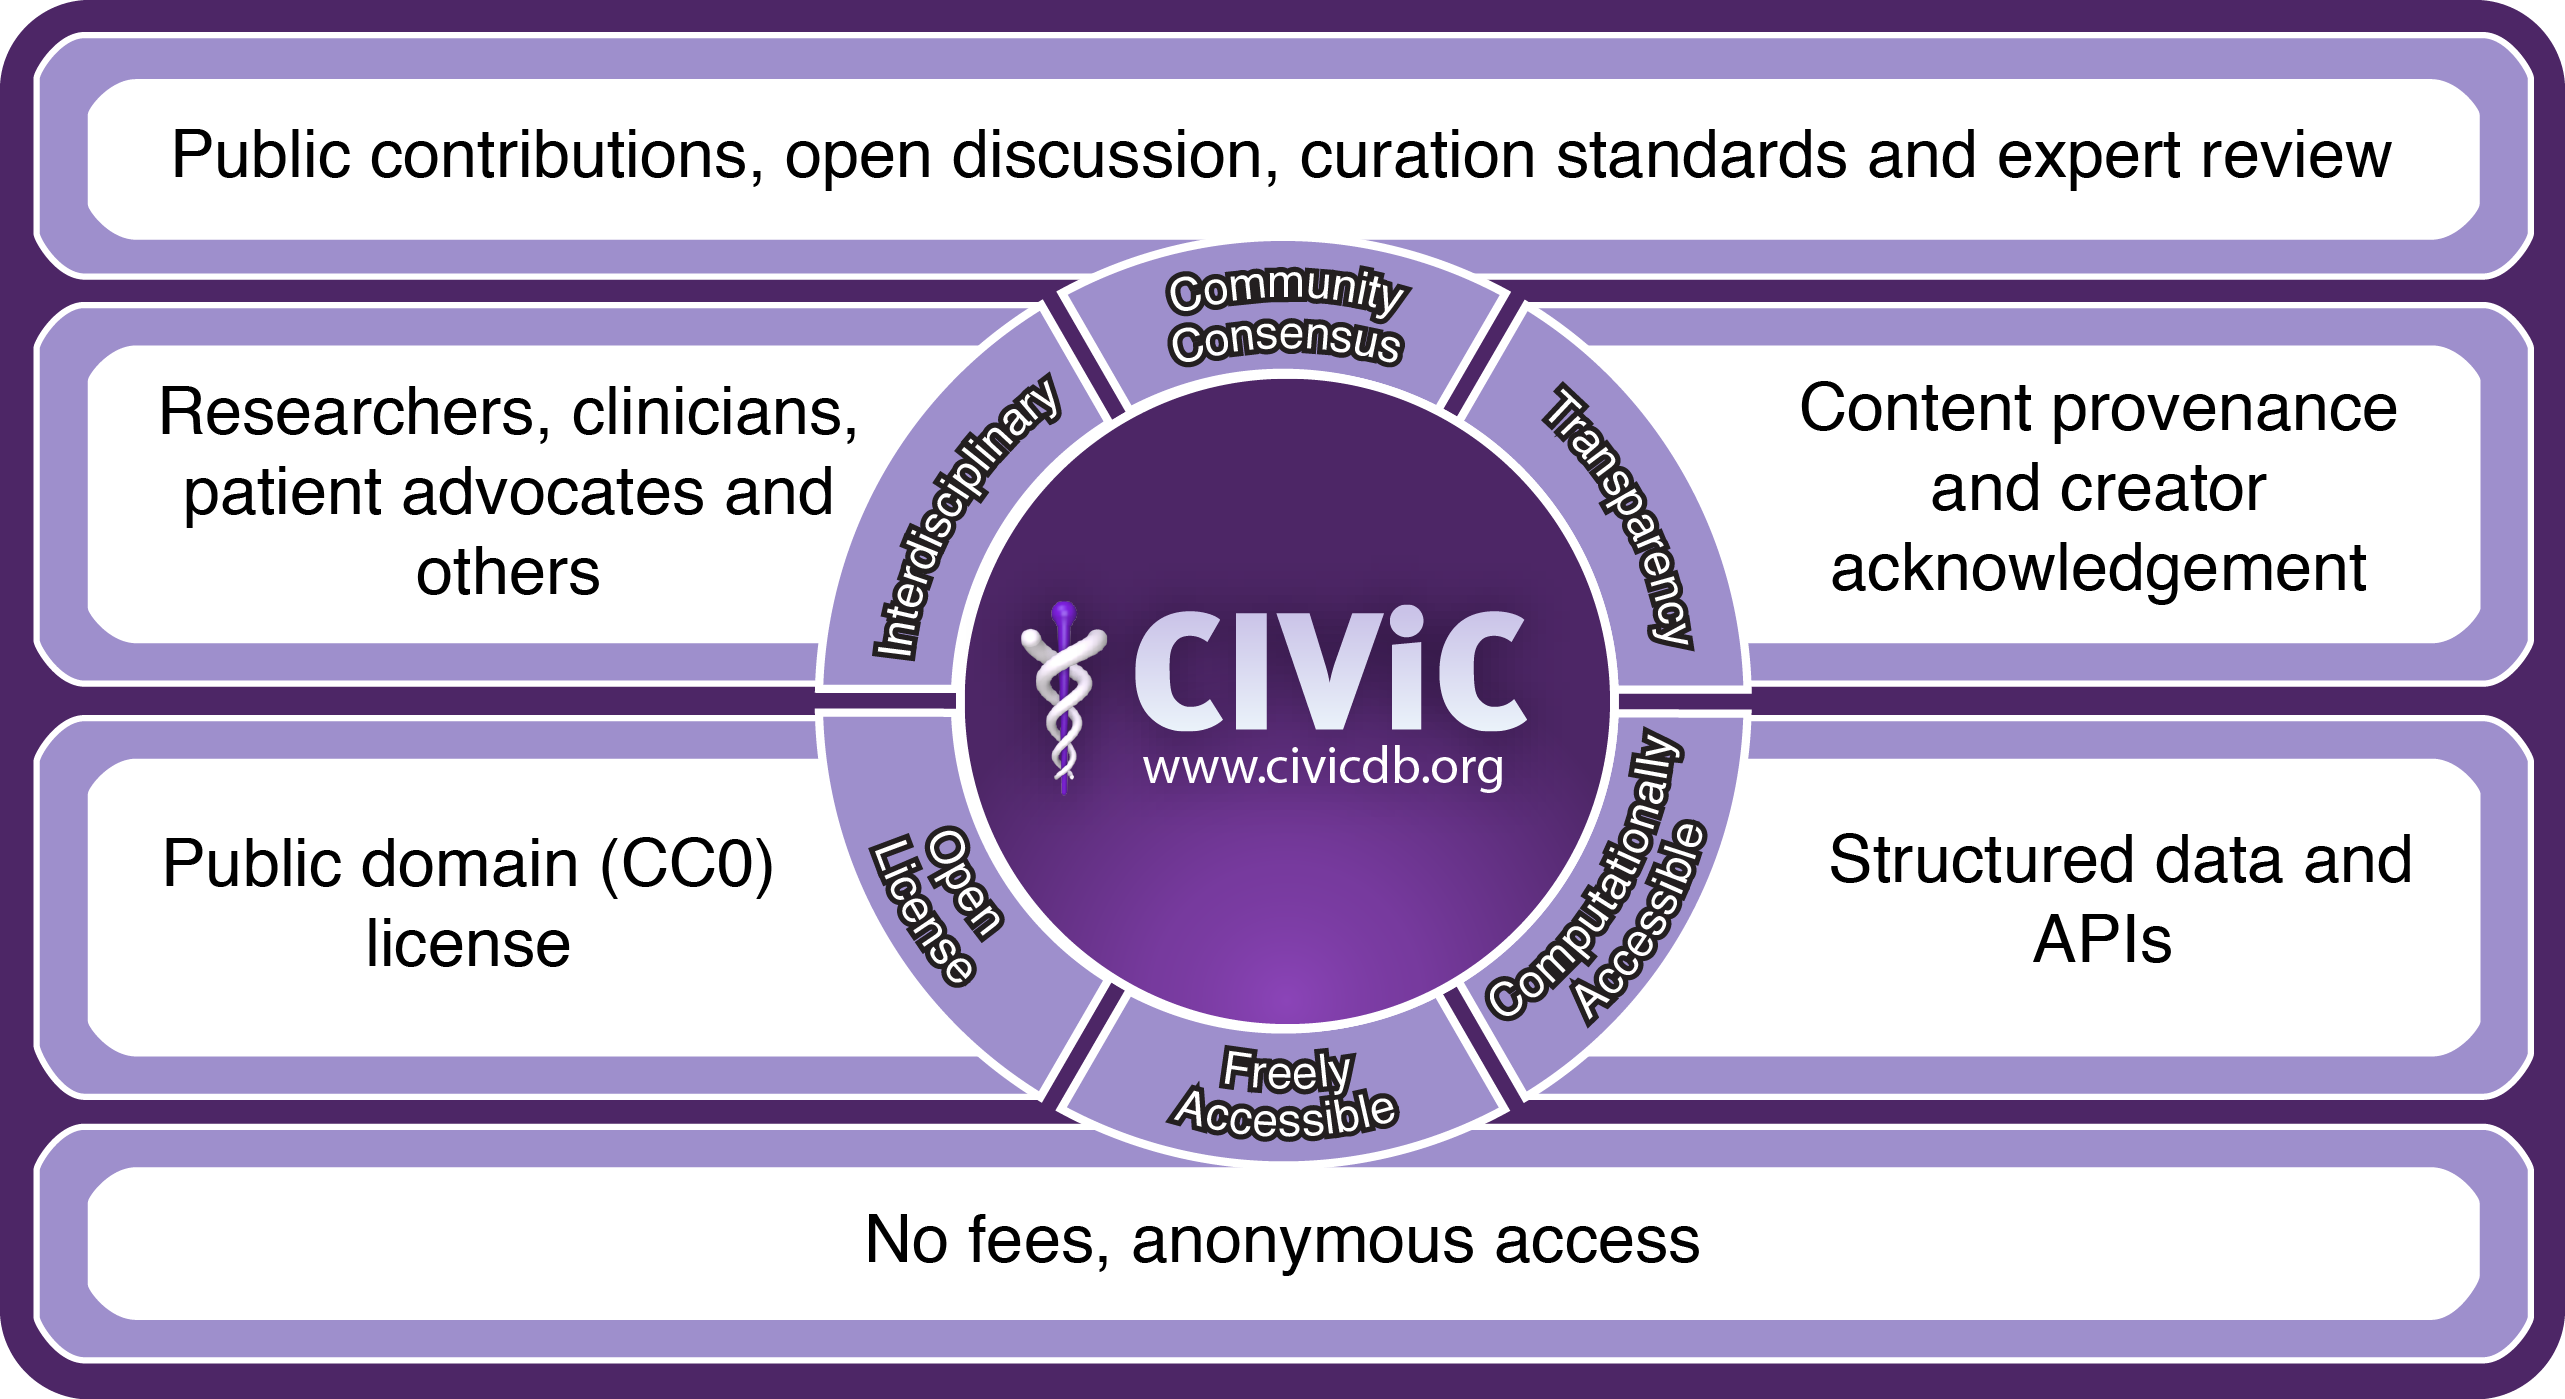 Public contributions, open discussion, curation standards and expert review
Community
Consensus
Researchers, clinicians,
patient advocates and
others
Interdisciplinary
Transparency
Content provenance
and creator
acknowledgement
CIViC
www.civicdb.org
Public domain (CC0)
license
Open
License
Computationally
Accessible
Structured data and
APIs
Freely
Accessible
No fees, anonymous access